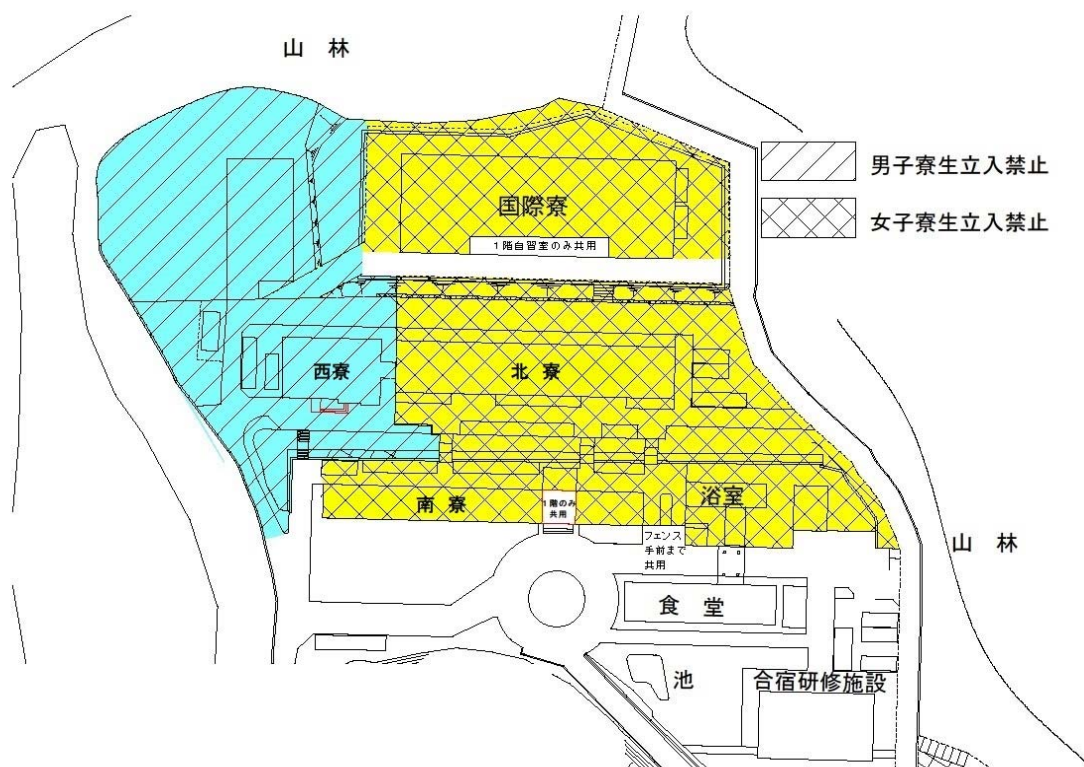 山 林
男子寮生立入禁止
国際寮
女子寮生立入禁止
1階自習室のみ共用
西寮
北 寮
南 寮
1階のみ
共用
浴室
フェンス
手前まで
共用
山 林
食 堂
池
合宿研修施設